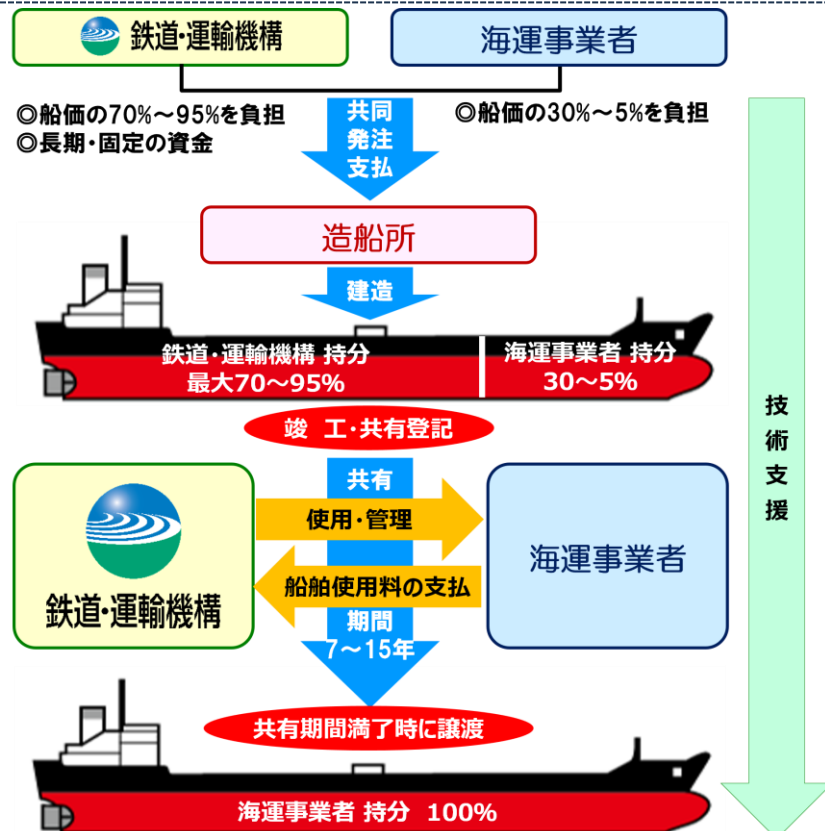 鉄道・運輸機構
海運事業者
◎船価の70%～95%を負担
◎長期・固定の資金
共同
発注
支払
◎船価の30%～5%を負担
造船所
建造
鉄道・運輸機構 持分
最大70～95%
海運事業者 持分
30～5%
竣 工・共有登記
共有
使用・管理
船舶使用料の支払
期間
7～15年
鉄道・運輸機構
海運事業者
共有期間満了時に譲渡
海運事業者 持分 100%
技術支援